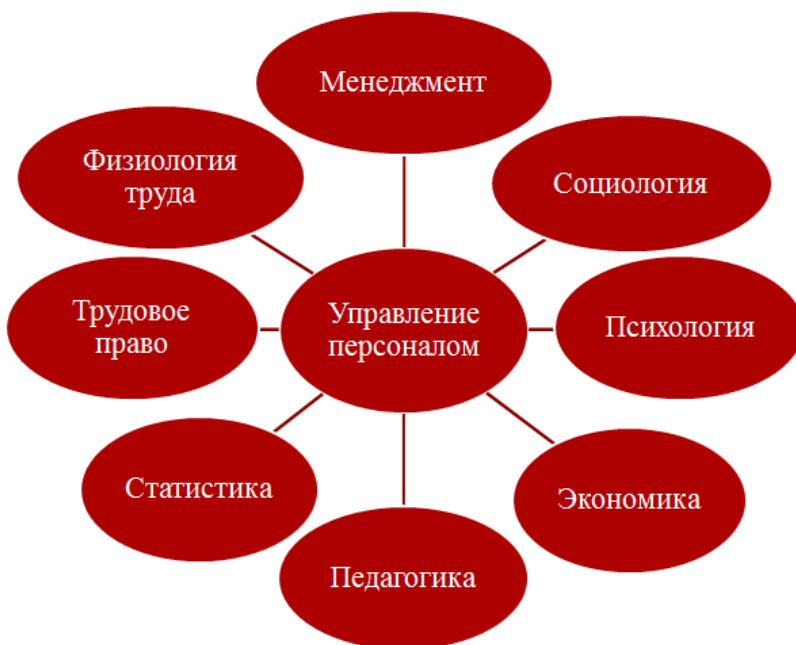 Менеджмент
Физиология
труда
Социология
Трудовое
право
Управление
персоналом
Психология
Статистика
Экономика
Педагогика